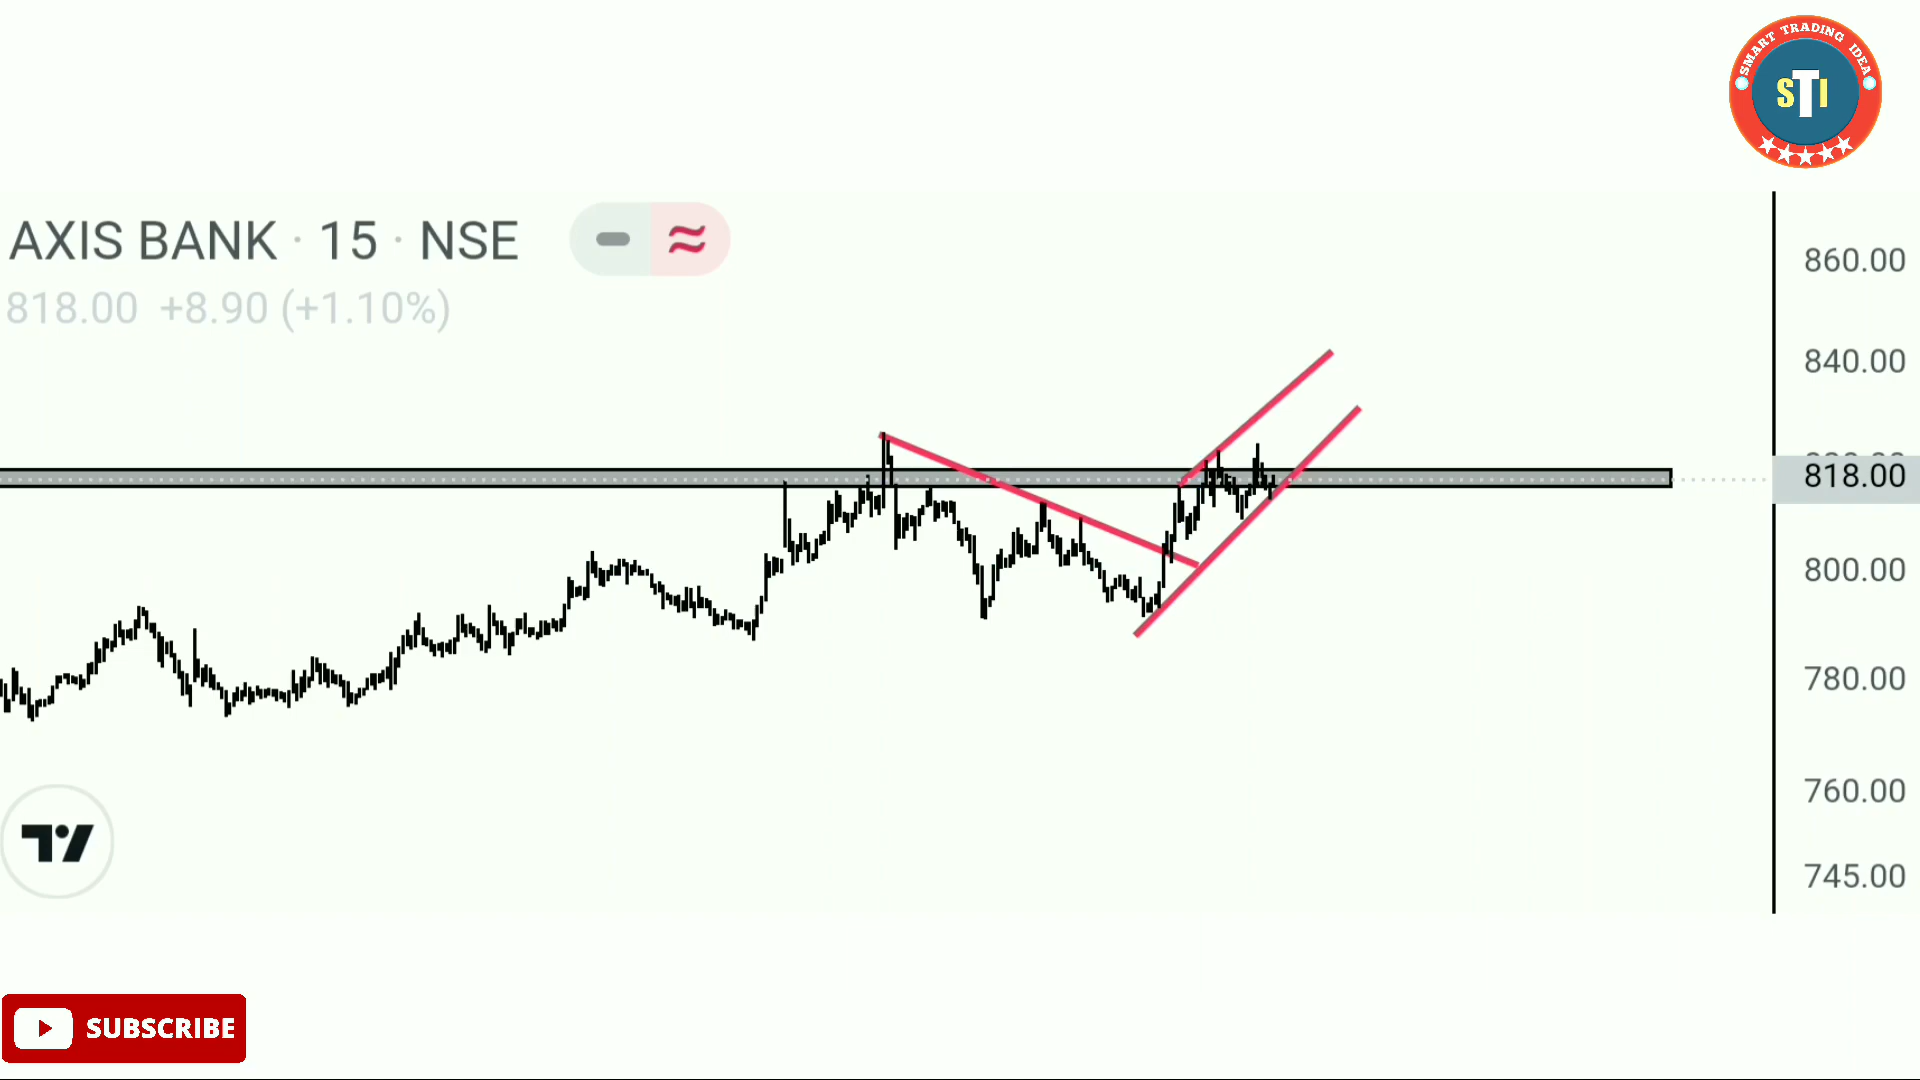 SMART TRADING IDEA
STI
AXIS BANK · 15 · NSE
818.00 +8.90 (+1.10%)
860.00
840.00
818.00
800.00
780.00
760.00
745.00
SUBSCRIBE